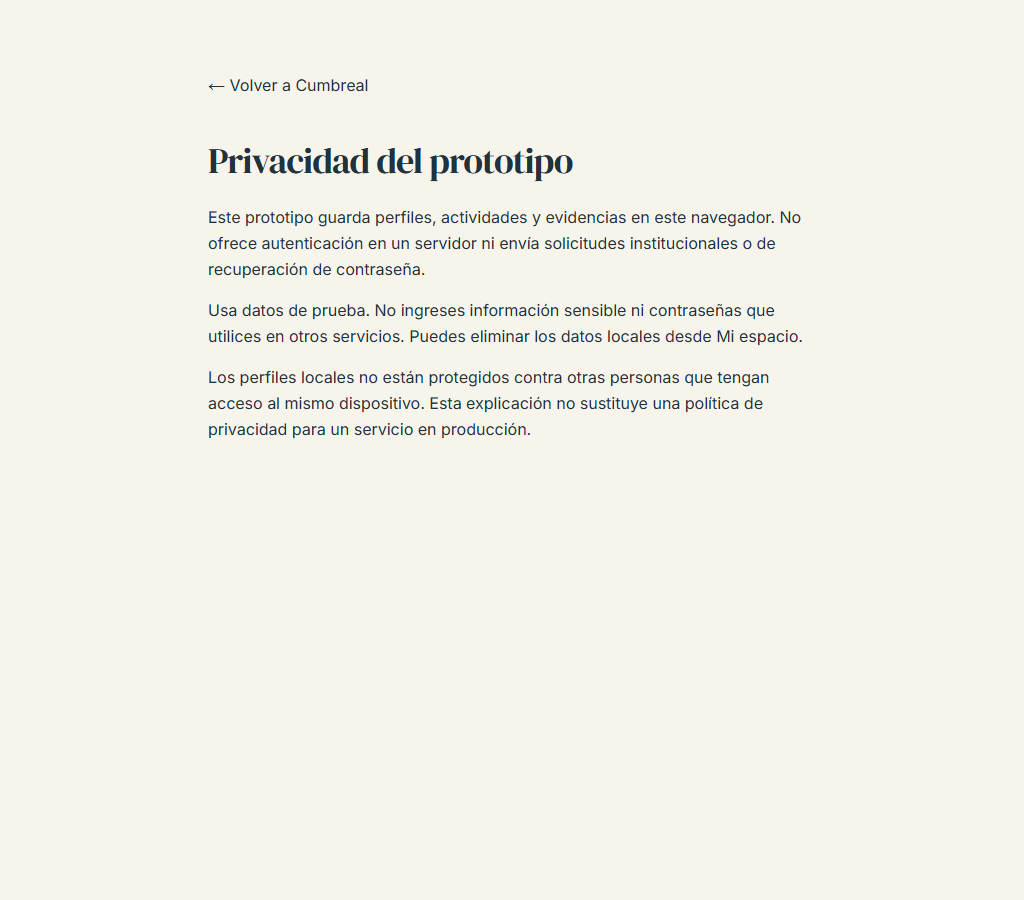 ← Volver a Cumbreal
Privacidad del prototipo
Este prototipo guarda perfiles, actividades y evidencias en este navegador. No
ofrece autenticación en un servidor ni envía solicitudes institucionales o de
recuperación de contraseña.
Usa datos de prueba. No ingreses información sensible ni contraseñas que
utilices en otros servicios. Puedes eliminar los datos locales desde Mi espacio.
Los perfiles locales no están protegidos contra otras personas que tengan
acceso al mismo dispositivo. Esta explicación no sustituye una política de
privacidad para un servicio en producción.